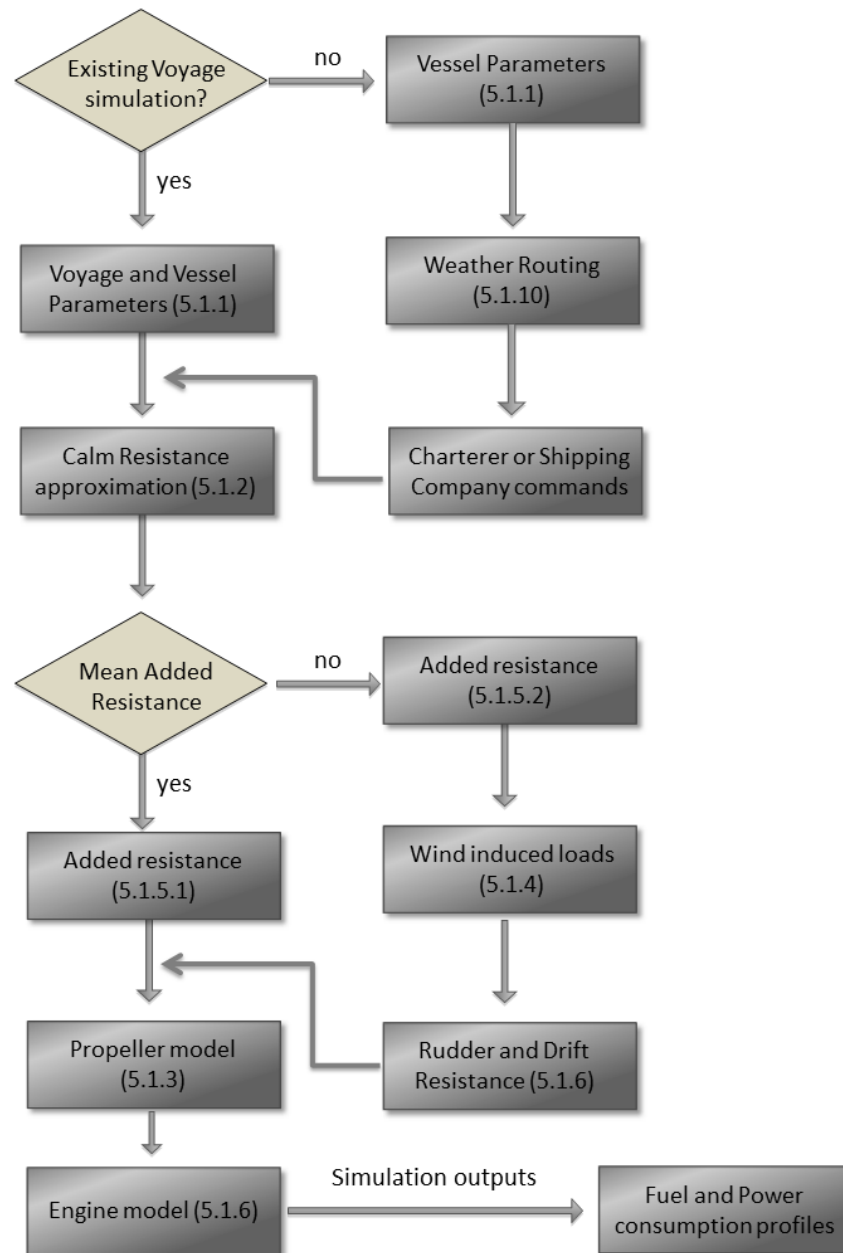 Existing Voyage
simulation?
no
Vessel Parameters
(5.1.1)
yes
Voyage and Vessel
Parameters (5.1.1)
Weather Routing
(5.1.10)
Calm Resistance
approximation (5.1.2)
Charterer or Shipping
Company commands
Mean Added
Resistance
no
Added resistance
(5.1.5.2)
yes
Added resistance
(5.1.5.1)
Wind induced loads
(5.1.4)
Propeller model
(5.1.3)
Rudder and Drift
Resistance (5.1.6)
Engine model (5.1.6)
Simulation outputs
Fuel and Power
consumption profiles